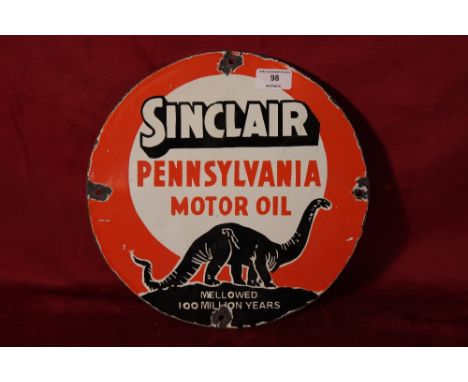 98
SINCLAIR
PENNSYLVANIA
MOTOR OIL
MELLOWED
100 MILLION YEARS